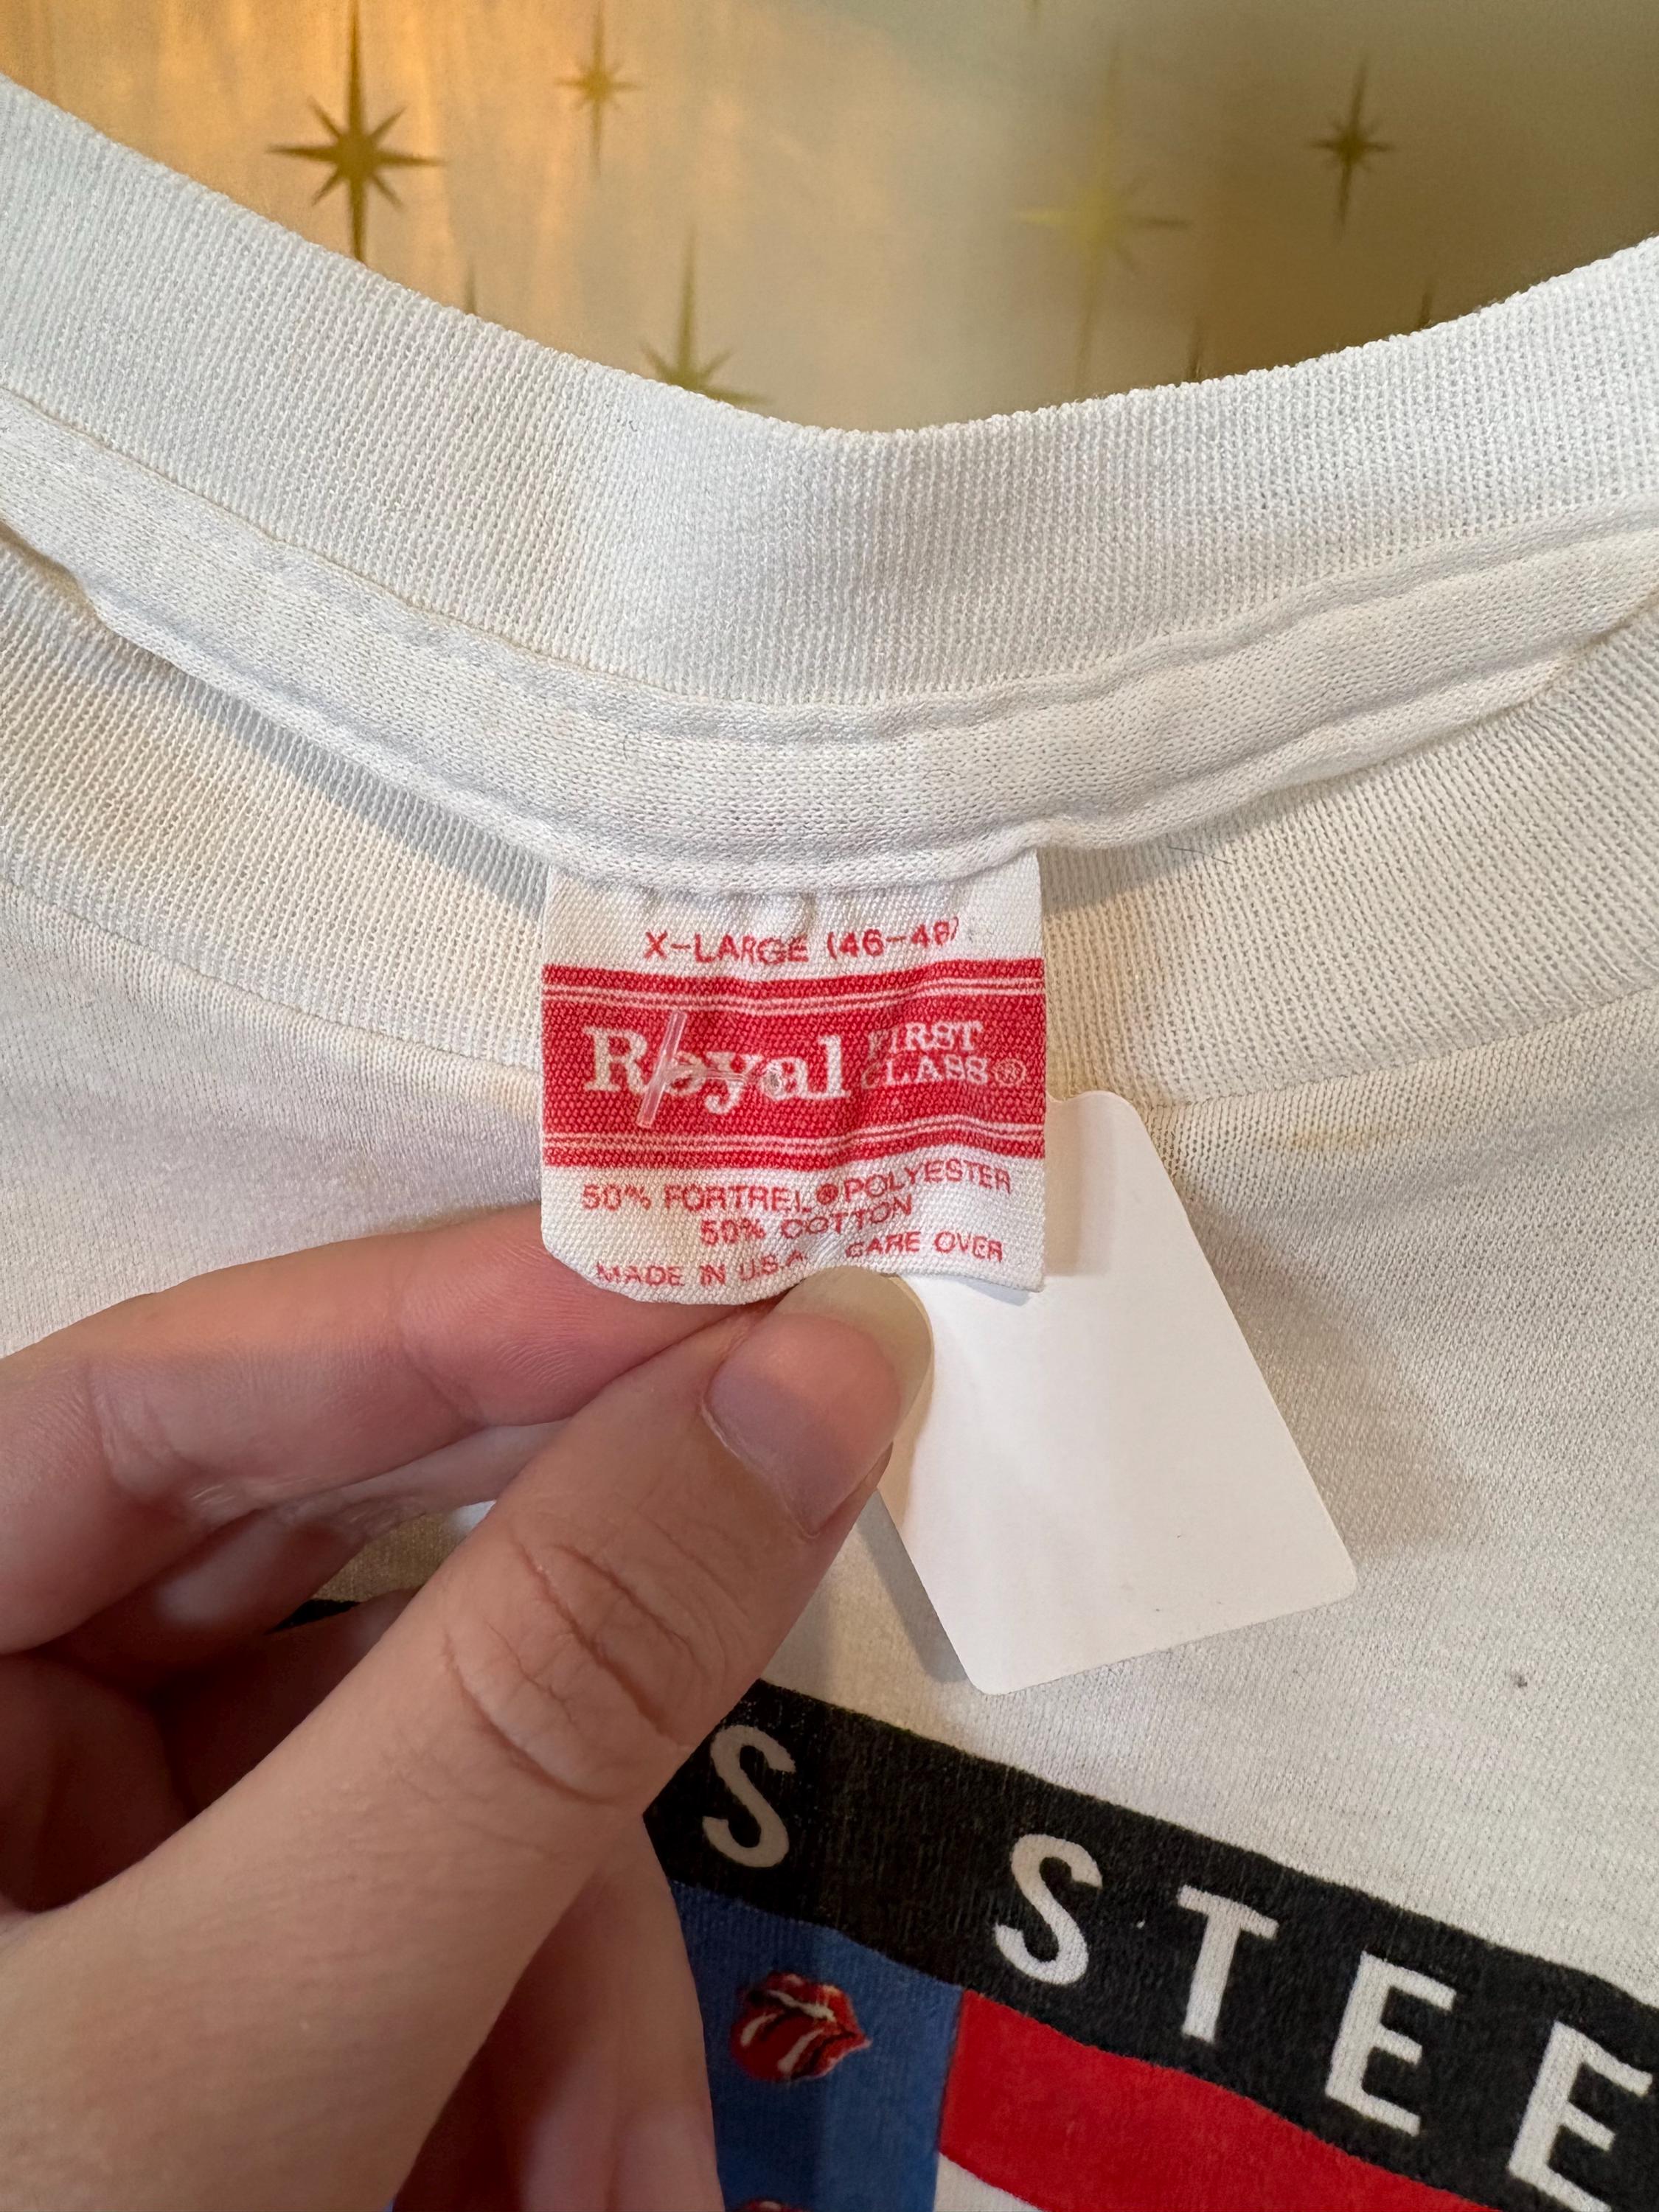 X-LARGE (46-48)
Royal FIRST CLASS®
50% FORTREL®POLYESTER
50% COTTON
MADE IN U.S.A. CARE OVER
S STEE